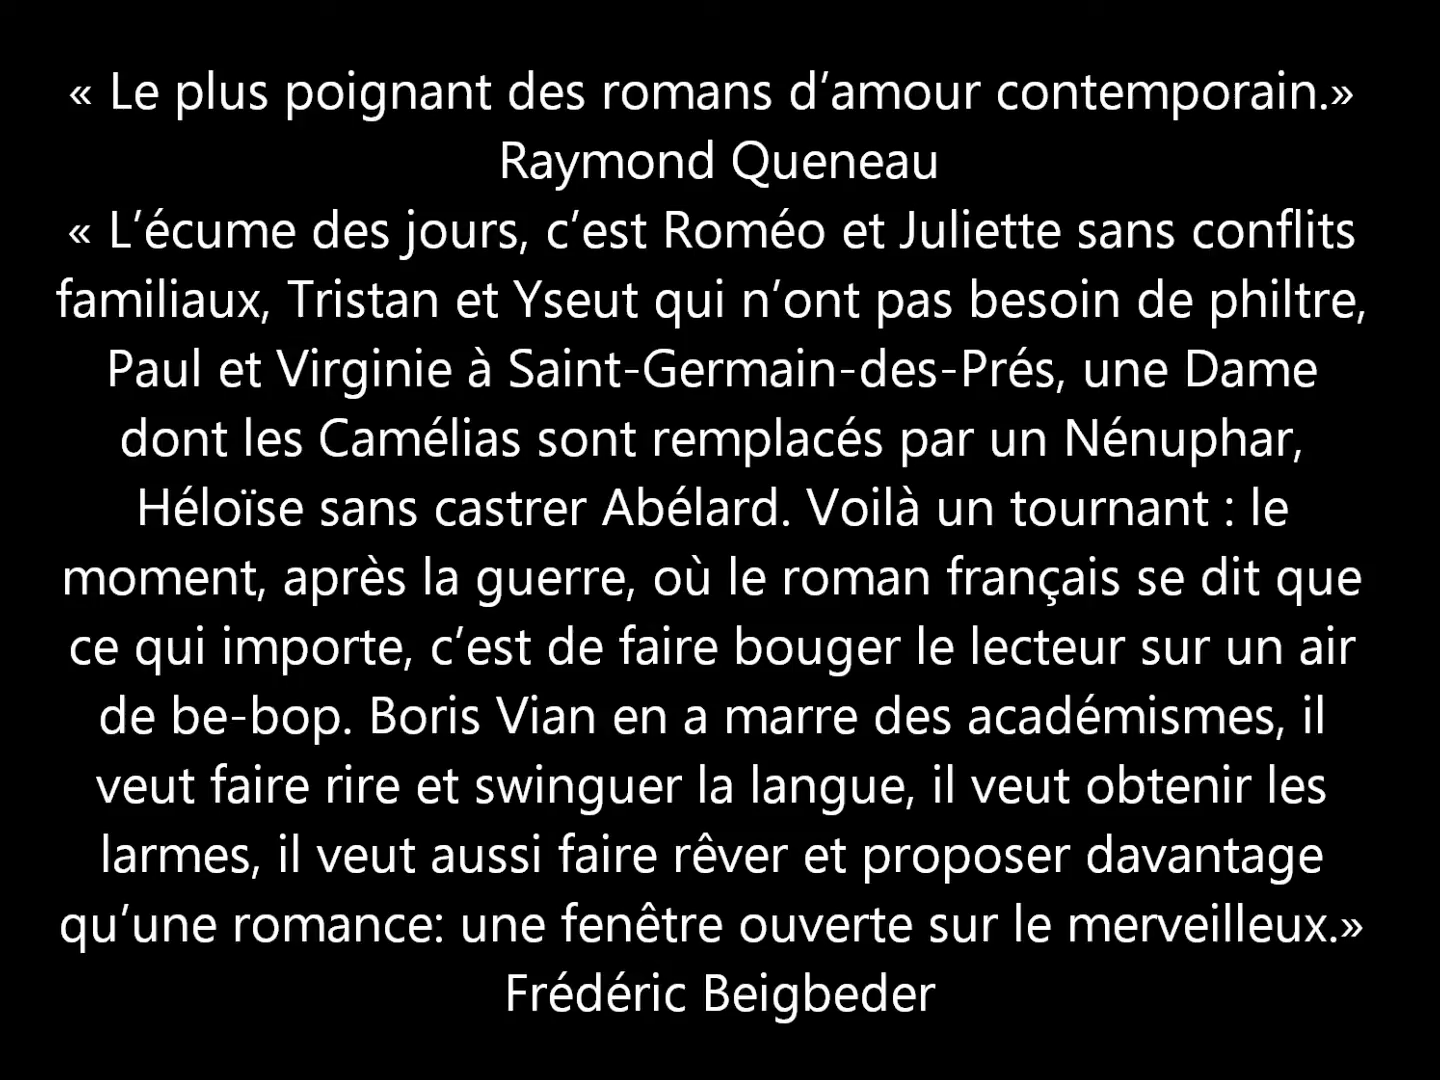 « Le plus poignant des romans d’amour contemporain.»
Raymond Queneau
« L’écume des jours, c’est Roméo et Juliette sans conflits
familiaux, Tristan et Yseut qui n’ont pas besoin de philtre,
Paul et Virginie à Saint-Germain-des-Prés, une Dame
dont les Camélias sont remplacés par un Nénuphar,
Héloïse sans castrer Abélard. Voilà un tournant : le
moment, après la guerre, où le roman français se dit que
ce qui importe, c’est de faire bouger le lecteur sur un air
de be-bop. Boris Vian en a marre des académismes, il
veut faire rire et swinguer la langue, il veut obtenir les
larmes, il veut aussi faire rêver et proposer davantage
qu’une romance: une fenêtre ouverte sur le merveilleux.»
Frédéric Beigbeder